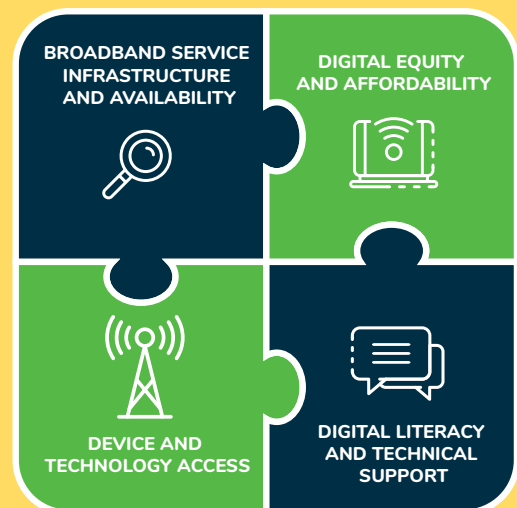 BROADBAND SERVICE
INFRASTRUCTURE
AND AVAILABILITY
DIGITAL EQUITY
AND AFFORDABILITY
DEVICE AND
TECHNOLOGY ACCESS
DIGITAL LITERACY
AND TECHNICAL
SUPPORT